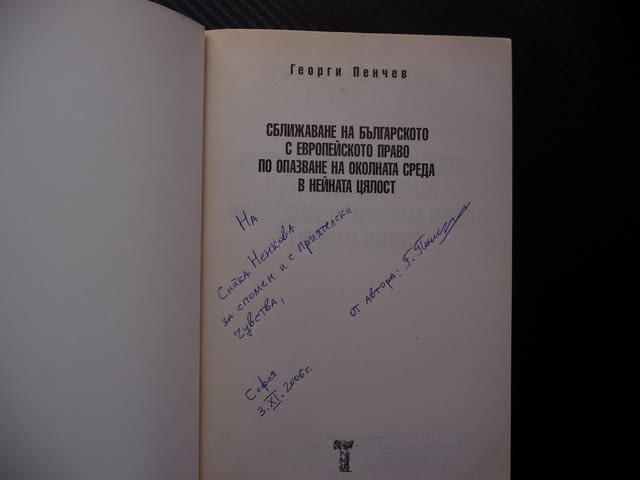 Георги Пенчев
СБЛИЖАВАНЕ НА БЪЛГАРСКОТО
С ЕВРОПЕЙСКОТО ПРАВО
ПО ОПАЗВАНЕ НА ОКОЛНАТА СРЕДА
В НЕЙНАТА ЦЯЛОСТ
На
Сийка Ненкова
за спомен и с приятелски
чувства,
от автора: Г. Пенчев
София
3.XI.2006г.
Т